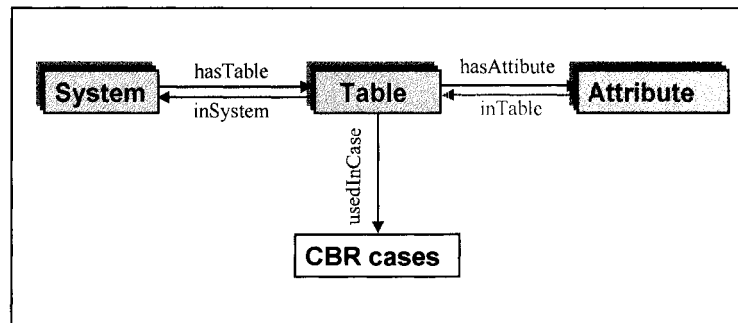 hasTable
hasAttibute
System
Table
Attribute
inSystem
inTable
usedInCase
CBR cases